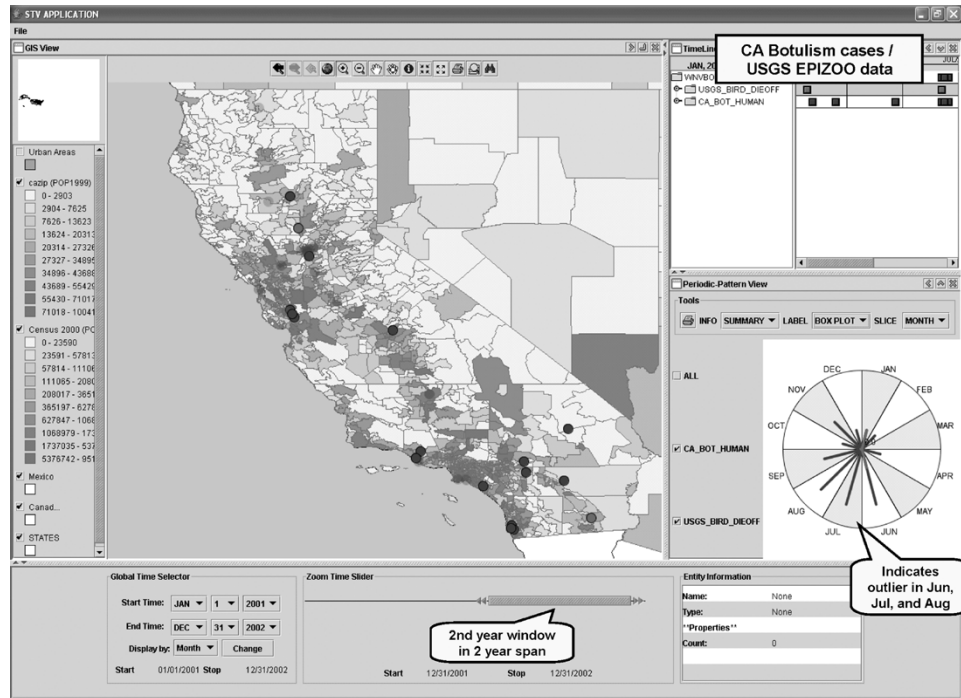 STV APPLICATION
File
GIS View
TimeLin
CA Botulism cases /
USGS EPIZOO data
JAN, 20
JUL
WNVBO
USGS_BIRD_DIEOFF
CA_BOT_HUMAN
Urban Areas
cazip (POP1999)
0 - 2903
2904 - 7625
7626 - 13623
13624 - 20313
20314 - 27326
27327 - 34895
34896 - 43688
43689 - 55429
55430 - 71017
71018 - 10041
Census 2000 (PO
0 - 23590
23591 - 57813
57814 - 11106
111065 - 2080
208017 - 3651
365197 - 6278
627847 - 1068
1068979 - 173
1737035 - 537
5376742 - 951
Mexico
Canad...
STATES
Periodic-Pattern View
Tools
INFO SUMMARY LABEL BOX PLOT SLICE MONTH
ALL
CA_BOT_HUMAN
USGS_BIRD_DIEOFF
DEC
JAN
NOV
FEB
OCT
MAR
SEP
APR
AUG
MAY
JUL
JUN
Indicates
outlier in Jun,
Jul, and Aug
Global Time Selector
Start Time: JAN 1 2001
End Time: DEC 31 2002
Display by: Month Change
Start 01/01/2001 Stop 12/31/2002
Zoom Time Slider
2nd year window
in 2 year span
Start 12/31/2001 Stop 12/31/2002
Entity Information
Name: None
Type: None
**Properties**
Count: 0